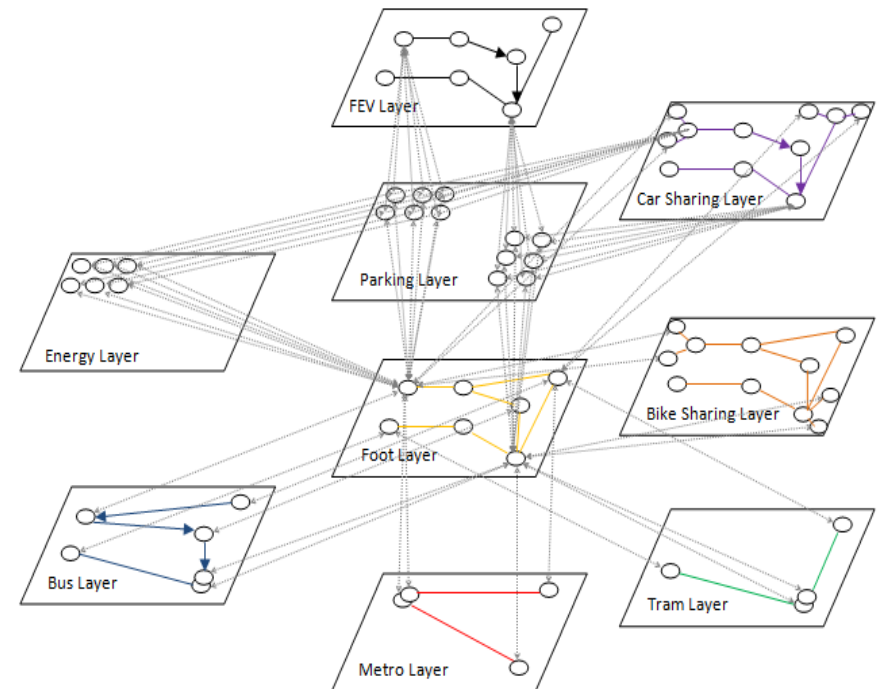 FEV Layer
Car Sharing Layer
Parking Layer
Energy Layer
Bike Sharing Layer
Foot Layer
Bus Layer
Tram Layer
Metro Layer